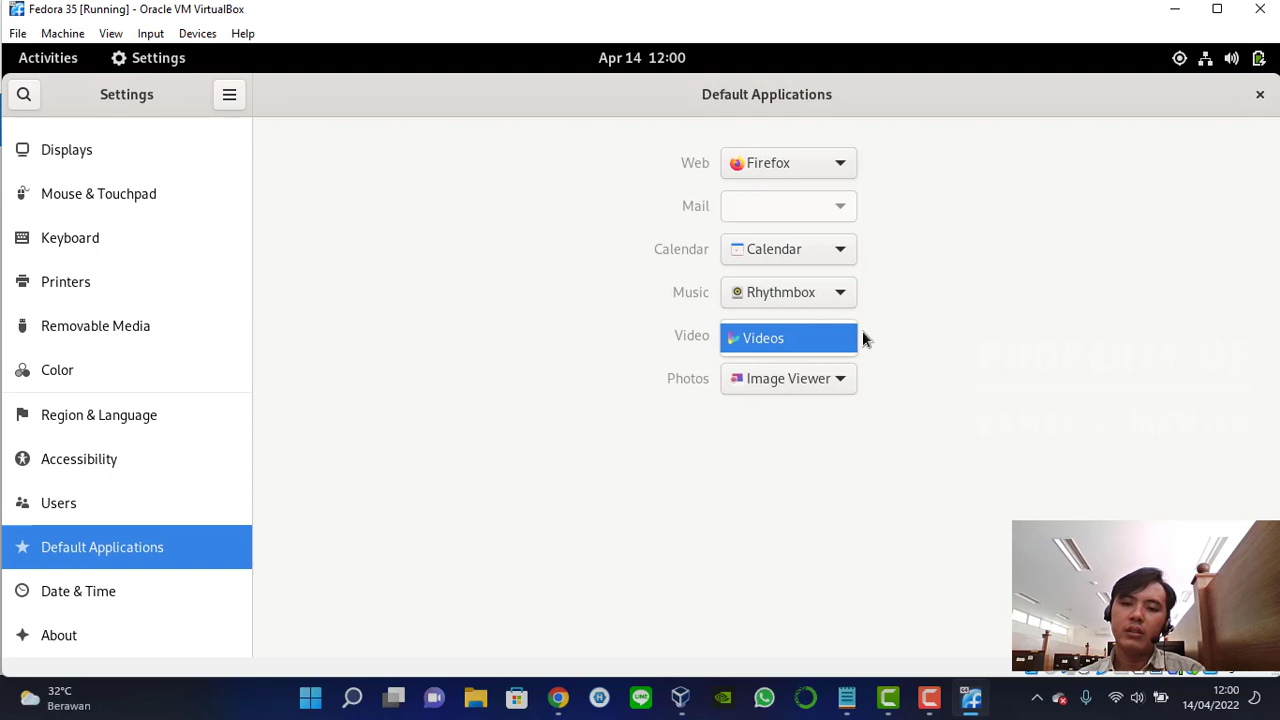 Fedora 35 [Running] - Oracle VM VirtualBox
File Machine View Input Devices Help
Activities Settings Apr 14 12:00
Settings Default Applications
Displays
Mouse & Touchpad
Keyboard
Printers
Removable Media
Color
Region & Language
Accessibility
Users
Default Applications
Date & Time
About
Web Firefox
Mail
Calendar Calendar
Music Rhythmbox
Video Videos
Photos Image Viewer
32°C
Berawan
12:00
14/04/2022